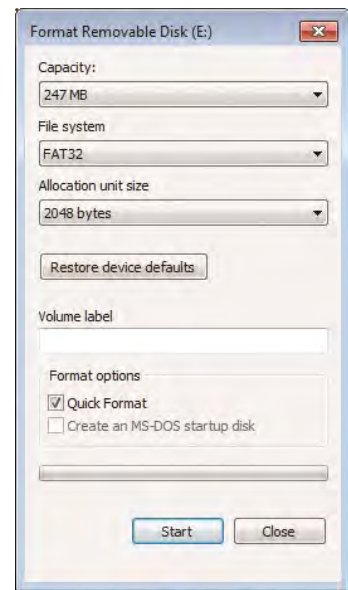 Format Removable Disk (E:)
Capacity:
247 MB
File system
FAT32
Allocation unit size
2048 bytes
Restore device defaults
Volume label
Format options
Quick Format
Create an MS-DOS startup disk
Start
Close